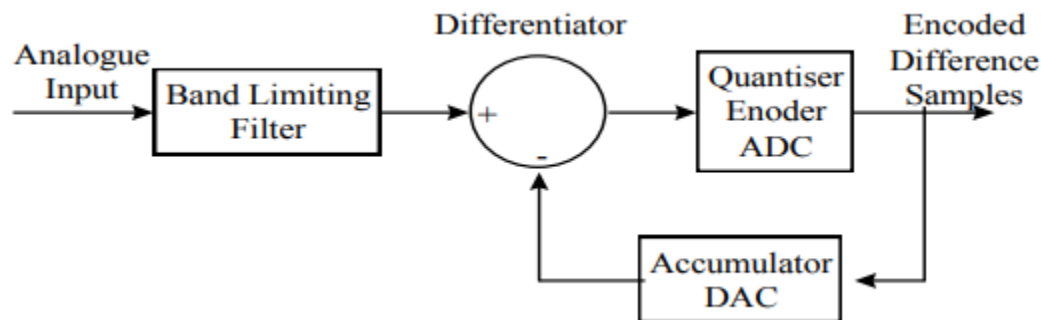 Differentiator
Encoded
Difference
Samples
Analogue
Input
Band Limiting
Filter
+
-
Quantiser
Enoder
ADC
Accumulator
DAC